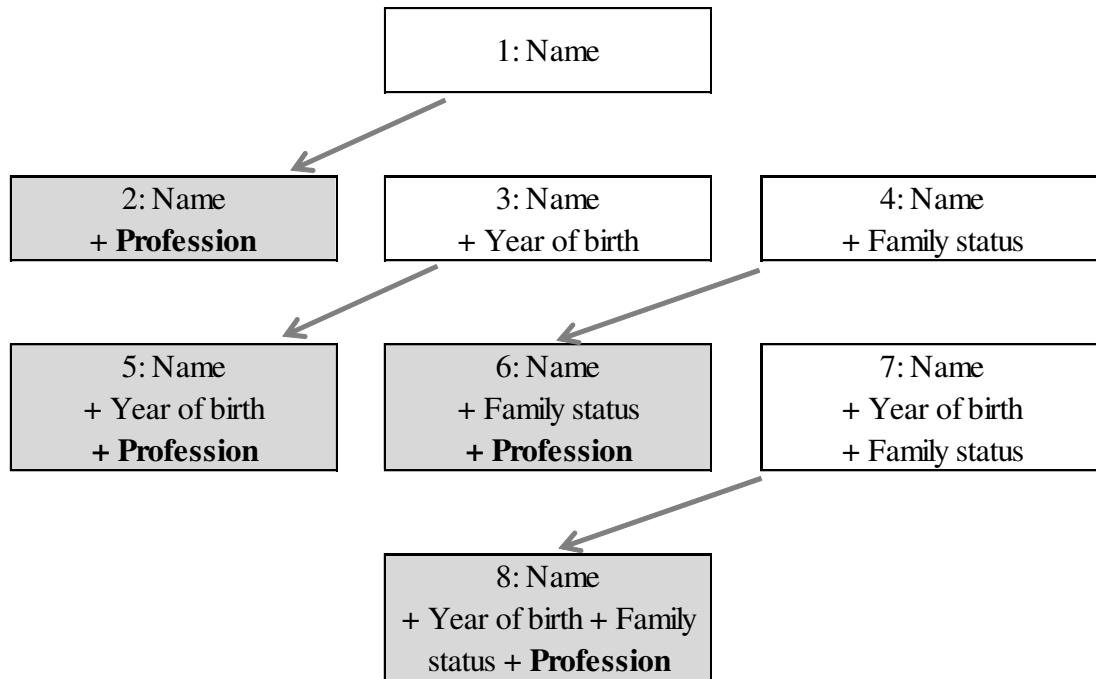 1: Name
2: Name
+ Profession
3: Name
+ Year of birth
4: Name
+ Family status
5: Name
+ Year of birth
+ Profession
6: Name
+ Family status
+ Profession
7: Name
+ Year of birth
+ Family status
8: Name
+ Year of birth + Family
status + Profession